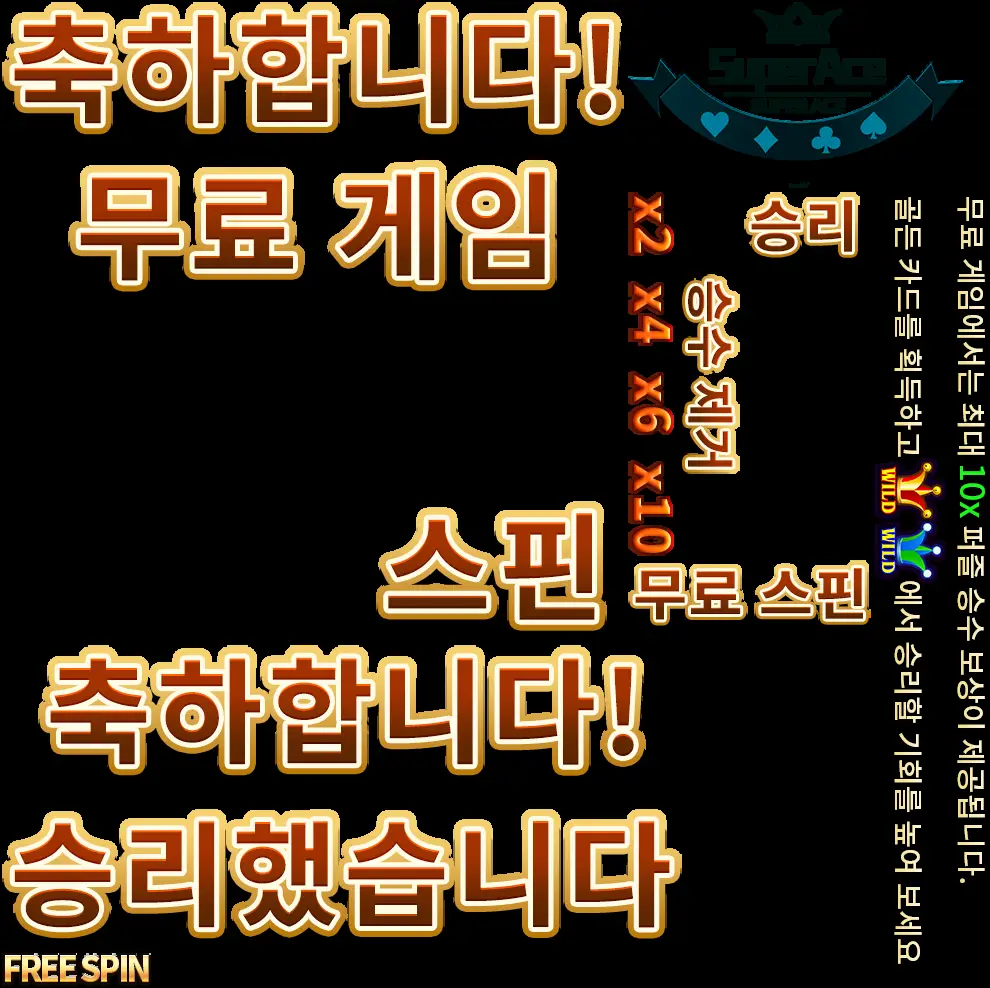 축하합니다!
무료 게임
SuperAce
SUPER ACE
승리
x2 x4 x6 x10
승수 제거
스핀
무료 스핀
축하합니다!
승리했습니다
FREE SPIN
무료 게임에서는 최대 10x 퍼즐 승수 보상이 제공됩니다.
골든 카드를 획득하고 WILD WILD 에서 승리할 기회를 높여 보세요